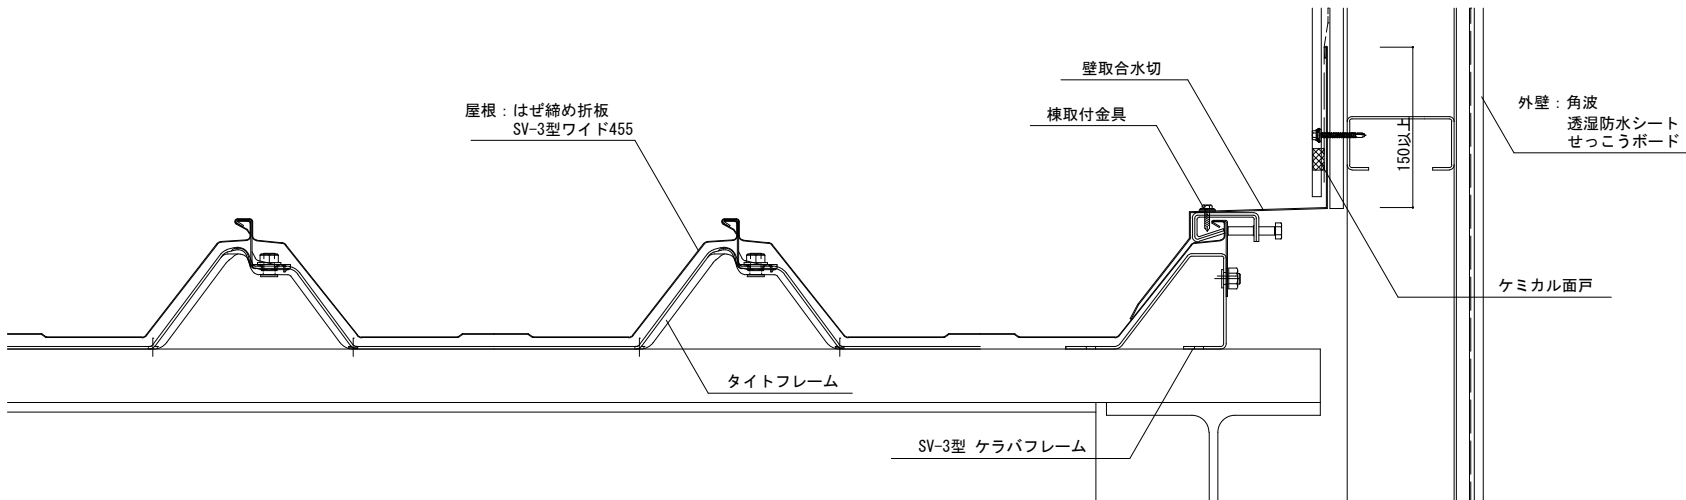 壁取合水切
屋根：はぜ締め折板
SV-3型ワイド455
棟取付金具
外壁：角波
透湿防水シート
せっこうボード
150以上
ケミカル面戸
タイトフレーム
SV-3型 ケラバフレーム